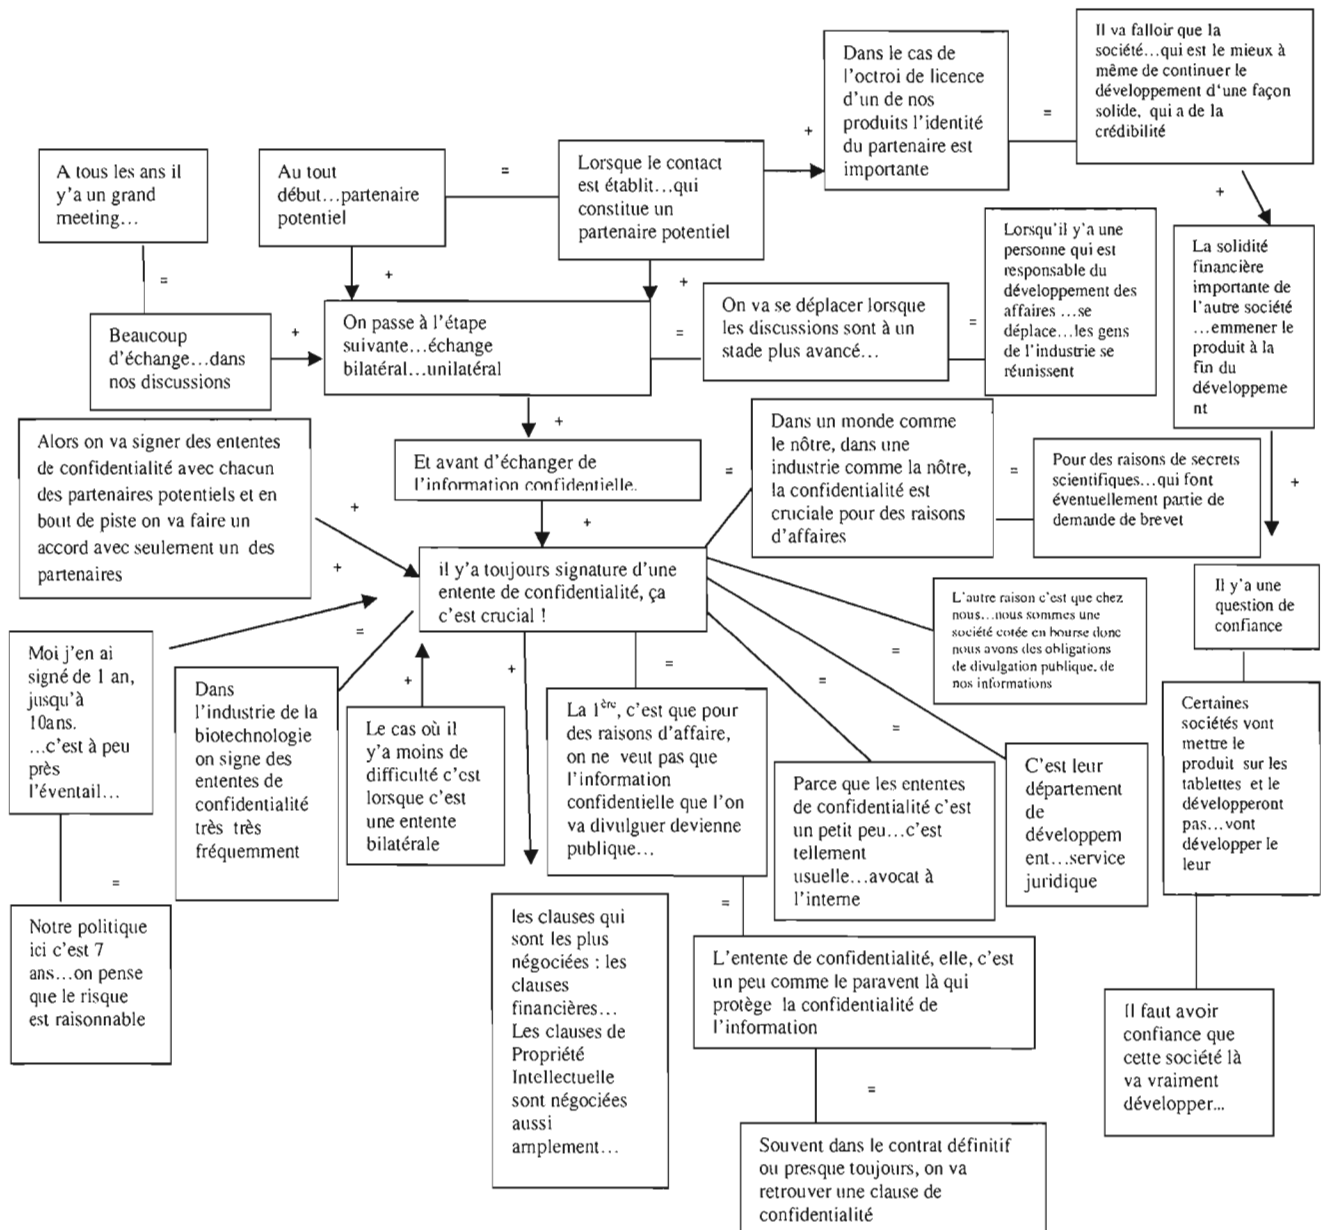 Il va falloir que la
société...qui est le mieux à
même de continuer le
développement d'une façon
solide, qui a de la
crédibilité
Dans le cas de
l'octroi de licence
d'un de nos
produits l'identité
du partenaire est
importante
=
+
A tous les ans il
y'a un grand
meeting...
Au tout
début...partenaire
potentiel
=
Lorsque le contact
est établit...qui
constitue un
partenaire potentiel
+
Lorsqu'il y'a une
personne qui est
responsable du
développement des
affaires ...se
déplace...les gens
de l'industrie se
réunissent
La solidité
financière
importante de
l'autre société
...emmener le
produit à la
fin du
développeme
nt
=
+
+
Beaucoup
d'échange...dans
nos discussions
+
On passe à l'étape
suivante...échange
bilatéral...unilatéral
=
On va se déplacer lorsque
les discussions sont à un
stade plus avancé...
=
Alors on va signer des ententes
de confidentialité avec chacun
des partenaires potentiels et en
bout de piste on va faire un
accord avec seulement un des
partenaires
+
Et avant d'échanger de
l'information confidentielle.
=
Dans un monde comme
le nôtre, dans une
industrie comme la nôtre,
la confidentialité est
cruciale pour des raisons
d'affaires
=
Pour des raisons de secrets
scientifiques...qui font
éventuellement partie de
demande de brevet
+
+
+
+
il y'a toujours signature d'une
entente de confidentialité, ça
c'est crucial !
L'autre raison c'est que chez
nous...nous sommes une
société cotée en bourse donc
nous avons des obligations
de divulgation publique, de
nos informations
Il y'a une
question de
confiance
Moi j'en ai
signé de 1 an,
jusqu'à
10ans.
...c'est à peu
près
l'éventail...
=
Dans
l'industrie de la
biotechnologie
on signe des
ententes de
confidentialité
très très
fréquemment
+
Le cas où il
y'a moins de
difficulté c'est
lorsque c'est
une entente
bilatérale
+
=
La 1ère, c'est que pour
des raisons d'affaire,
on ne veut pas que
l'information
confidentielle que l'on
va divulguer devienne
publique...
=
=
=
Parce que les ententes
de confidentialité c'est
un petit peu...c'est
tellement
usuelle...avocat à
l'interne
C'est leur
département
de
développem
ent...service
juridique
Certaines
sociétés vont
mettre le
produit sur les
tablettes et le
développeront
pas...vont
développer le
leur
=
Notre politique
ici c'est 7
ans...on pense
que le risque
est raisonnable
les clauses qui
sont les plus
négociées : les
clauses
financières...
Les clauses de
Propriété
Intellectuelle
sont négociées
aussi
amplement...
=
L'entente de confidentialité, elle, c'est
un peu comme le paravent là qui
protège la confidentialité de
l'information
Il faut avoir
confiance que
cette société là
va vraiment
développer...
=
Souvent dans le contrat définitif
ou presque toujours, on va
retrouver une clause de
confidentialité